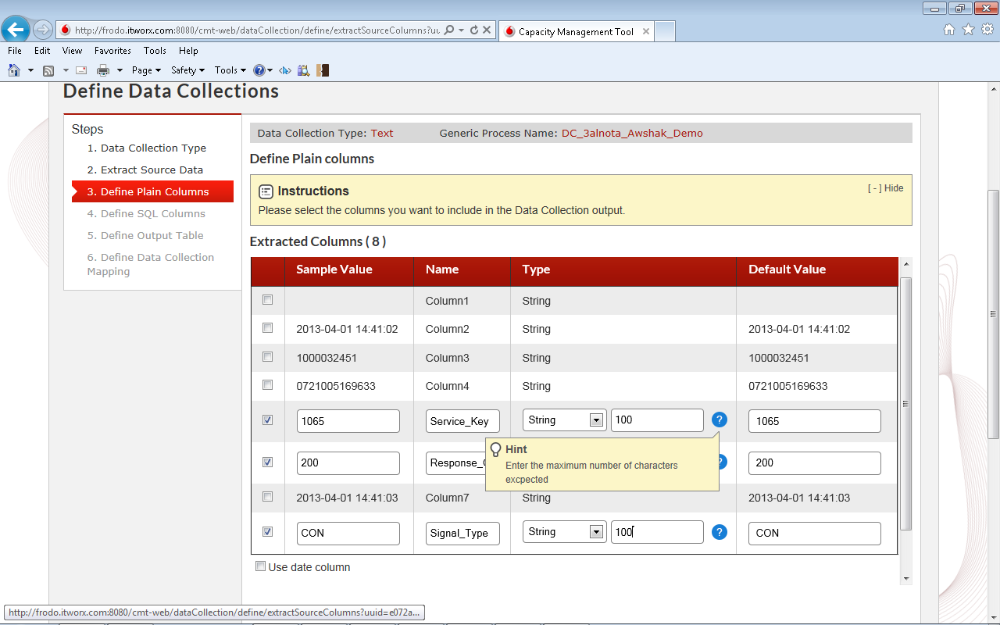 http://frodo.itworx.com:8080/cmt-web/dataCollection/define/extractSourceColumns?uu
Capacity Management Tool
File Edit View Favorites Tools Help
Page Safety Tools
Define Data Collections
Steps
1. Data Collection Type
2. Extract Source Data
3. Define Plain Columns
4. Define SQL Columns
5. Define Output Table
6. Define Data Collection
Mapping
Data Collection Type: Text Generic Process Name: DC_3alnota_Awshak_Demo
Define Plain columns
Instructions [ - ] Hide
Please select the columns you want to include in the Data Collection output.
Extracted Columns ( 8 )
Sample Value Name Type Default Value
Column1 String
2013-04-01 14:41:02 Column2 String 2013-04-01 14:41:02
1000032451 Column3 String 1000032451
0721005169633 Column4 String 0721005169633
1065 Service_Key String 100 ? 1065
Hint
Enter the maximum number of characters
excpected
200 Response_ ? 200
2013-04-01 14:41:03 Column7 String 2013-04-01 14:41:03
CON Signal_Type String 100 ? CON
Use date column
http://frodo.itworx.com:8080/cmt-web/dataCollection/define/extractSourceColumns?uuid=e072a...